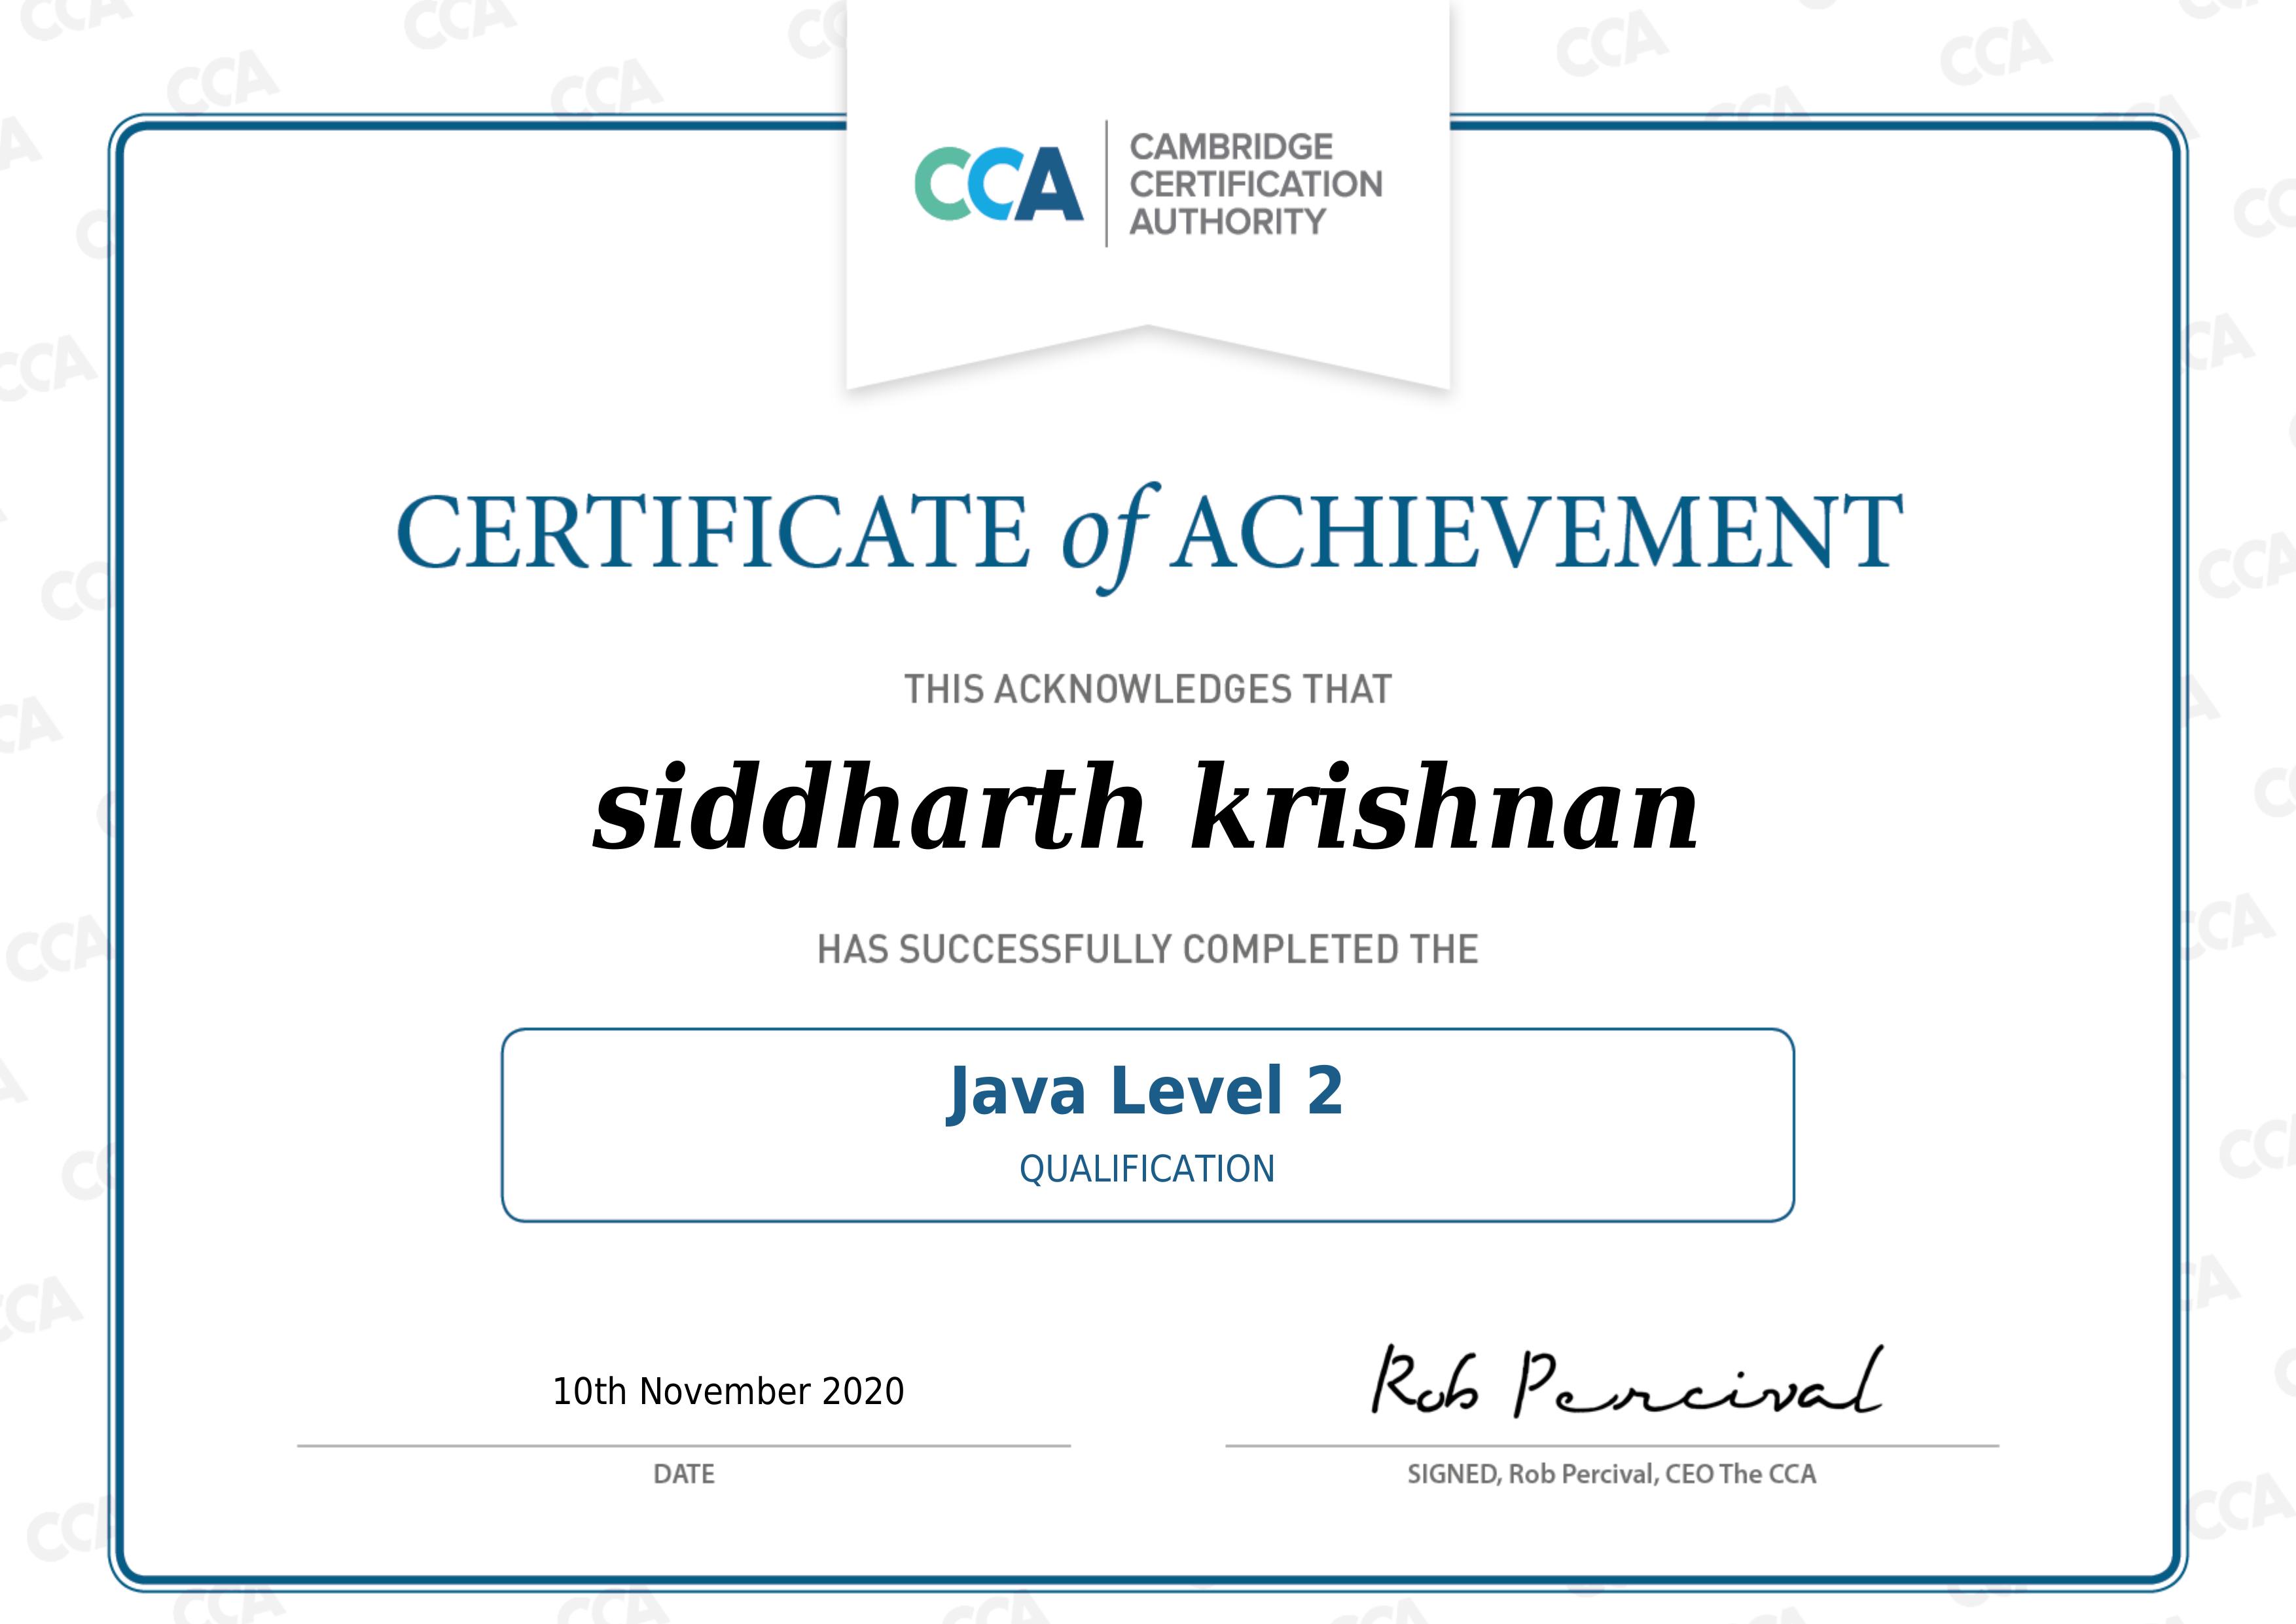 CCA
CAMBRIDGE
CERTIFICATION
AUTHORITY
CERTIFICATE of ACHIEVEMENT
THIS ACKNOWLEDGES THAT
siddharth krishnan
HAS SUCCESSFULLY COMPLETED THE
Java Level 2
QUALIFICATION
10th November 2020
Rob Percival
DATE
SIGNED, Rob Percival, CEO The CCA